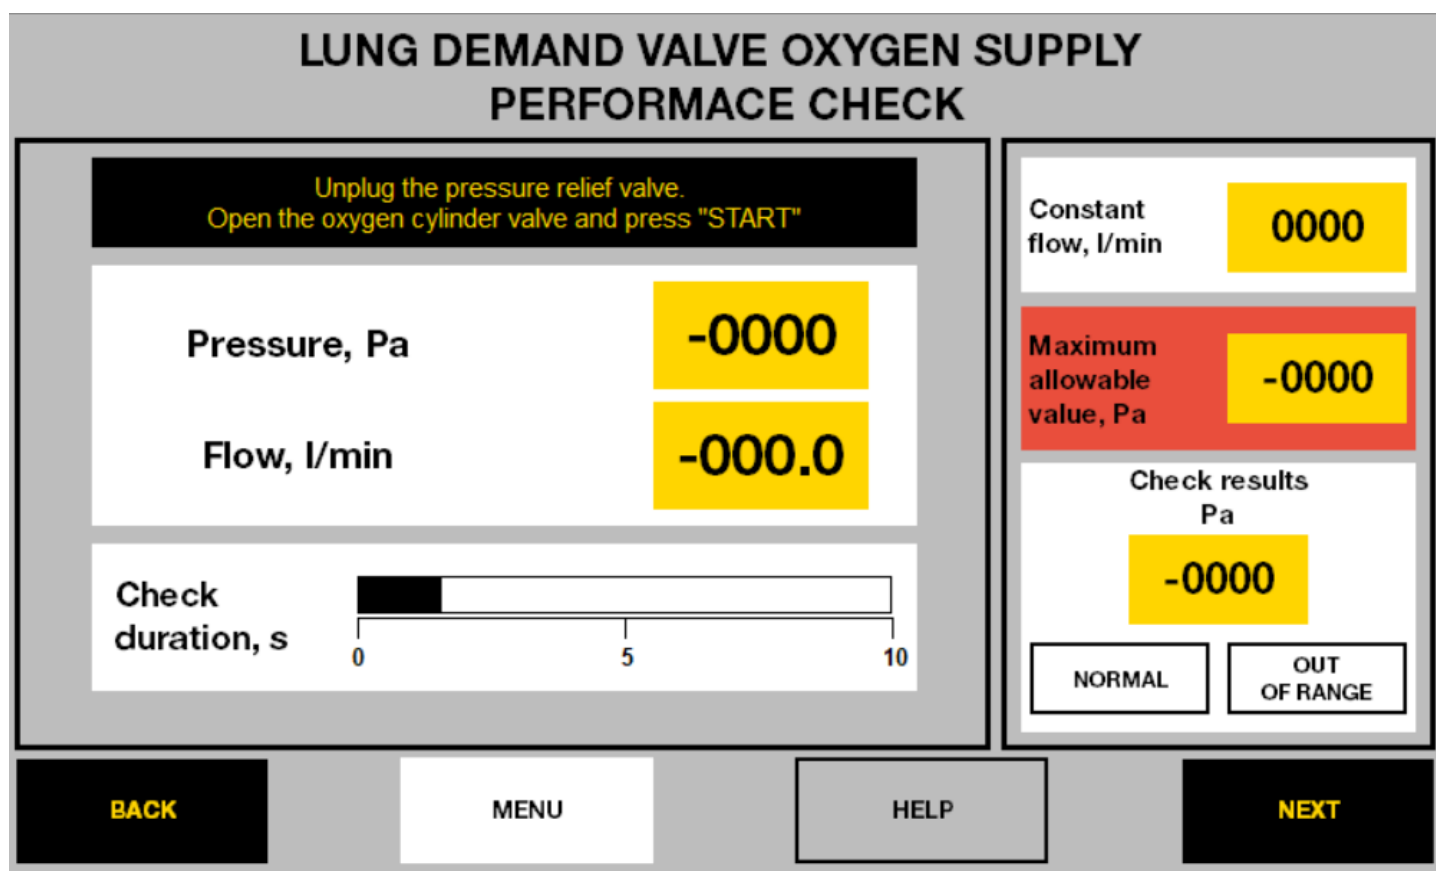 LUNG DEMAND VALVE OXYGEN SUPPLY
PERFORMACE CHECK
Unplug the pressure relief valve.
Open the oxygen cylinder valve and press "START"
Pressure, Pa
-0000
Flow, l/min
-000.0
Check
duration, s
0 5 10
Constant
flow, l/min
0000
Maximum
allowable
value, Pa
-0000
Check results
Pa
-0000
NORMAL
OUT
OF RANGE
BACK
MENU
HELP
NEXT